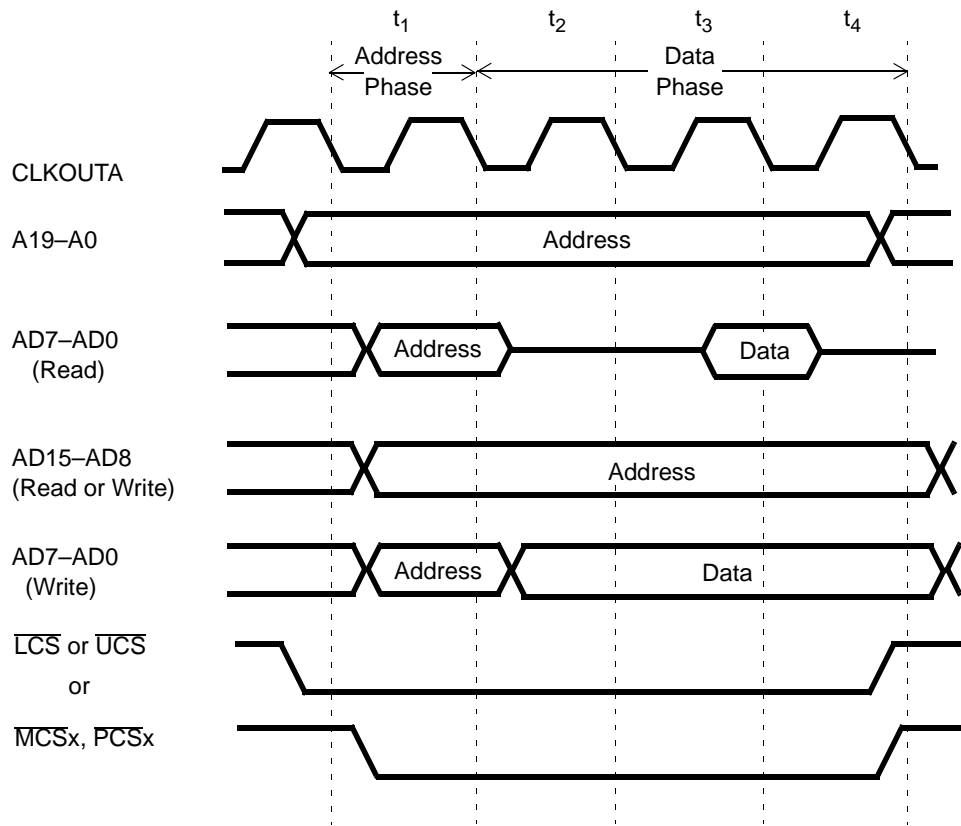 t1 t2 t3 t4
Address Phase
Data Phase
CLKOUTA
A19–A0
Address
AD7–AD0
(Read)
Address
Data
AD15–AD8
(Read or Write)
Address
AD7–AD0
(Write)
Address
Data
LCS or UCS
or
MCSx, PCSx